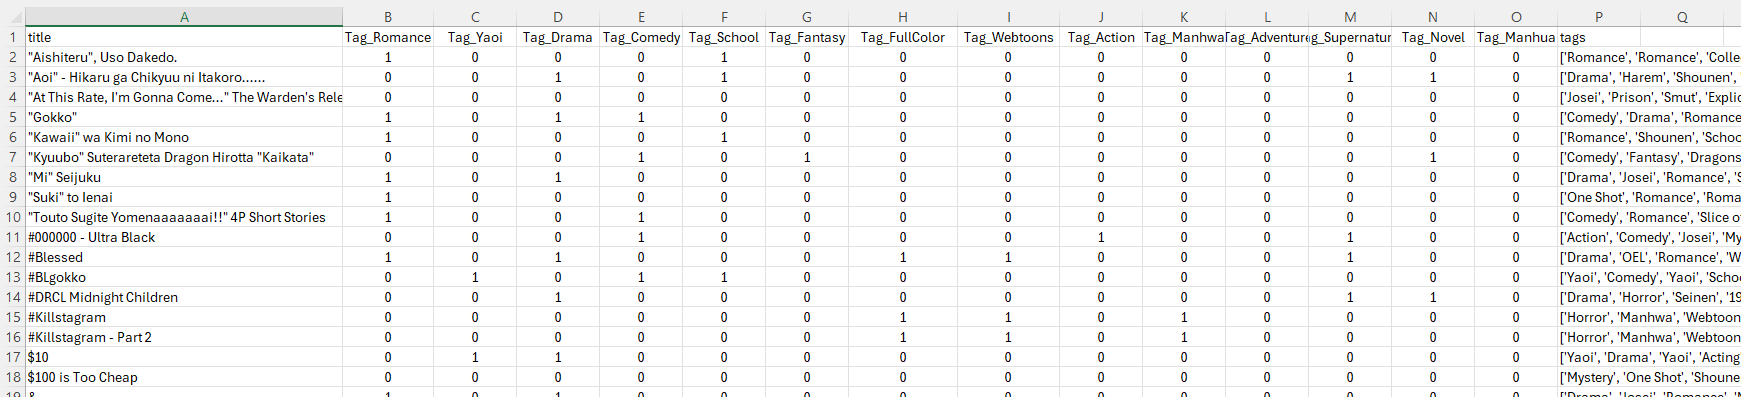 A B C D E F G H I J K L M N O P Q
1 title Tag_Romance Tag_Yaoi Tag_Drama Tag_Comedy Tag_School Tag_Fantasy Tag_FullColor Tag_Webtoons Tag_Action Tag_Manhwa Tag_Adventure g_Supernatur Tag_Novel Tag_Manhua tags
2 "Aishiteru", Uso Dakedo. 1 0 0 0 1 0 0 0 0 0 0 0 0 0 ['Romance', 'Romance', 'Colle
3 "Aoi" - Hikaru ga Chikyuu ni Itakoro...... 0 0 1 0 1 0 0 0 0 0 0 1 1 0 ['Drama', 'Harem', 'Shounen', '
4 "At This Rate, I'm Gonna Come..." The Warden's Rele 0 0 0 0 0 0 0 0 0 0 0 0 0 0 ['Josei', 'Prison', 'Smut', 'Explic
5 "Gokko" 1 0 1 1 0 0 0 0 0 0 0 0 0 0 ['Comedy', 'Drama', 'Romance
6 "Kawaii" wa Kimi no Mono 1 0 0 0 1 0 0 0 0 0 0 0 0 0 ['Romance', 'Shounen', 'Schoo
7 "Kyuubo" Suterareteta Dragon Hirotta "Kaikata" 0 0 0 1 0 1 0 0 0 0 0 0 1 0 ['Comedy', 'Fantasy', 'Dragons
8 "Mi" Seijuku 1 0 1 0 0 0 0 0 0 0 0 0 0 0 ['Drama', 'Josei', 'Romance', 'S
9 "Suki" to Ienai 1 0 0 0 0 0 0 0 0 0 0 0 0 0 ['One Shot', 'Romance', 'Roma
10 "Touto Sugite Yomenaaaaaaai!!" 4P Short Stories 1 0 0 1 0 0 0 0 0 0 0 0 0 0 ['Comedy', 'Romance', 'Slice o
11 #000000 - Ultra Black 0 0 0 1 0 0 0 0 1 0 0 1 0 0 ['Action', 'Comedy', 'Josei', 'My
12 #Blessed 1 0 1 0 0 0 1 1 0 0 0 1 0 0 ['Drama', 'OEL', 'Romance', 'W
13 #BLgokko 0 1 0 1 1 0 0 0 0 0 0 0 0 0 ['Yaoi', 'Comedy', 'Yaoi', 'Schoo
14 #DRCL Midnight Children 0 0 1 0 0 0 0 0 0 0 0 1 1 0 ['Drama', 'Horror', 'Seinen', '19
15 #Killstagram 0 0 0 0 0 0 1 1 0 1 0 0 0 0 ['Horror', 'Manhwa', 'Webtoon
16 #Killstagram - Part 2 0 0 0 0 0 0 1 1 0 1 0 0 0 0 ['Horror', 'Manhwa', 'Webtoon
17 $10 0 1 1 0 0 0 0 0 0 0 0 0 0 0 ['Yaoi', 'Drama', 'Yaoi', 'Acting
18 $100 is Too Cheap 0 0 0 0 0 0 0 0 0 0 0 0 0 0 ['Mystery', 'One Shot', 'Shoune